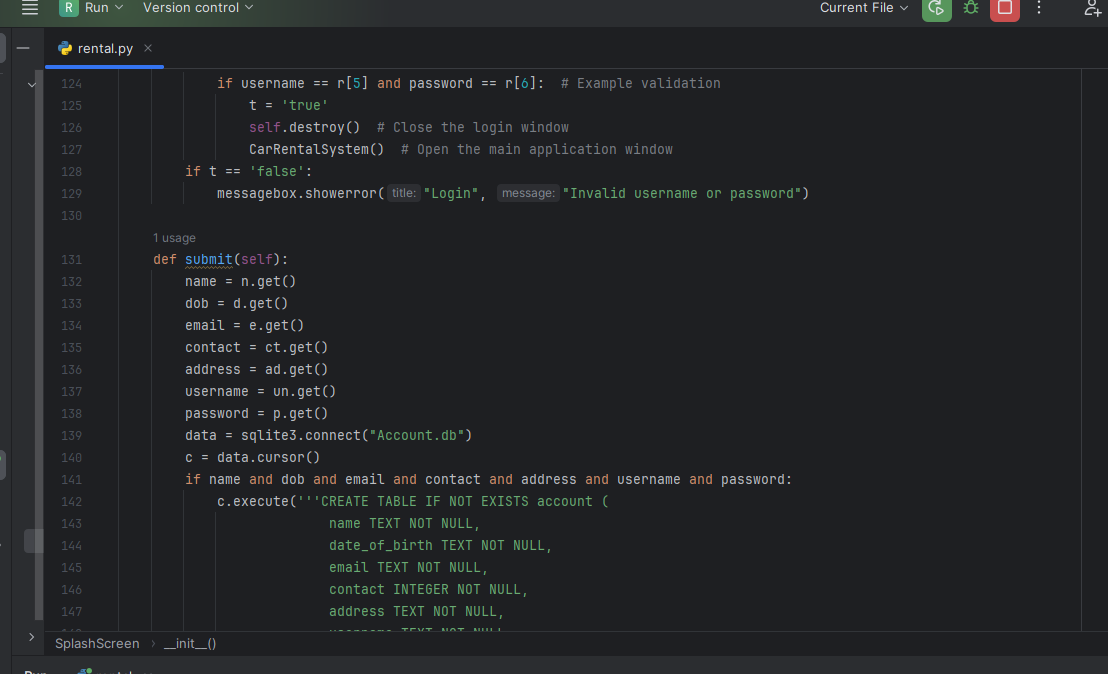 R Run Version control Current File
rental.py
124 if username == r[5] and password == r[6]: # Example validation
125 t = 'true'
126 self.destroy() # Close the login window
127 CarRentalSystem() # Open the main application window
128 if t == 'false':
129 messagebox.showerror( title: "Login", message: "Invalid username or password")
130
1 usage
131 def submit(self):
132 name = n.get()
133 dob = d.get()
134 email = e.get()
135 contact = ct.get()
136 address = ad.get()
137 username = un.get()
138 password = p.get()
139 data = sqlite3.connect("Account.db")
140 c = data.cursor()
141 if name and dob and email and contact and address and username and password:
142 c.execute('''CREATE TABLE IF NOT EXISTS account (
143 name TEXT NOT NULL,
144 date_of_birth TEXT NOT NULL,
145 email TEXT NOT NULL,
146 contact INTEGER NOT NULL,
147 address TEXT NOT NULL,
SplashScreen › __init__()